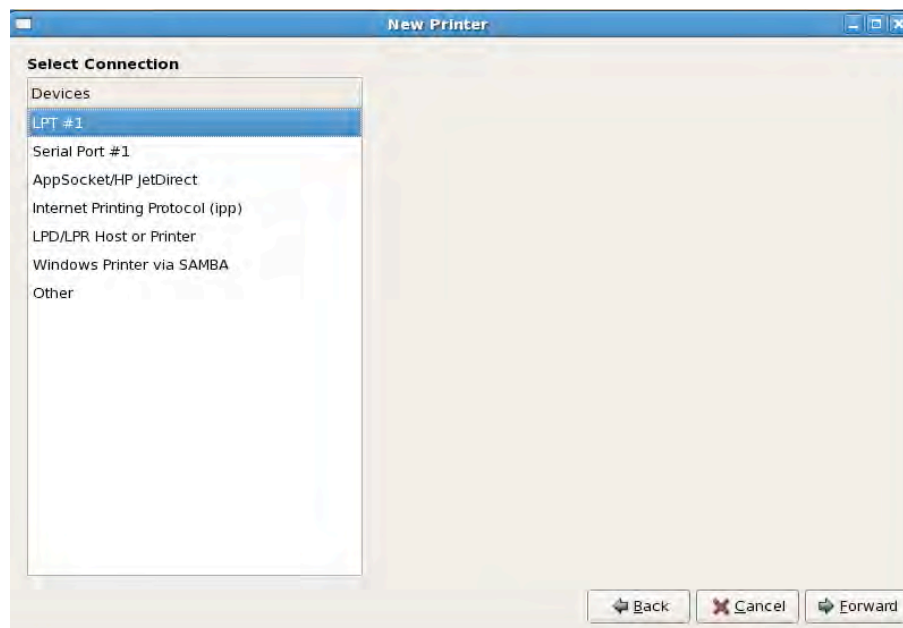 New Printer
Select Connection
Devices
LPT #1
Serial Port #1
AppSocket/HP JetDirect
Internet Printing Protocol (ipp)
LPD/LPR Host or Printer
Windows Printer via SAMBA
Other
Back Cancel Forward